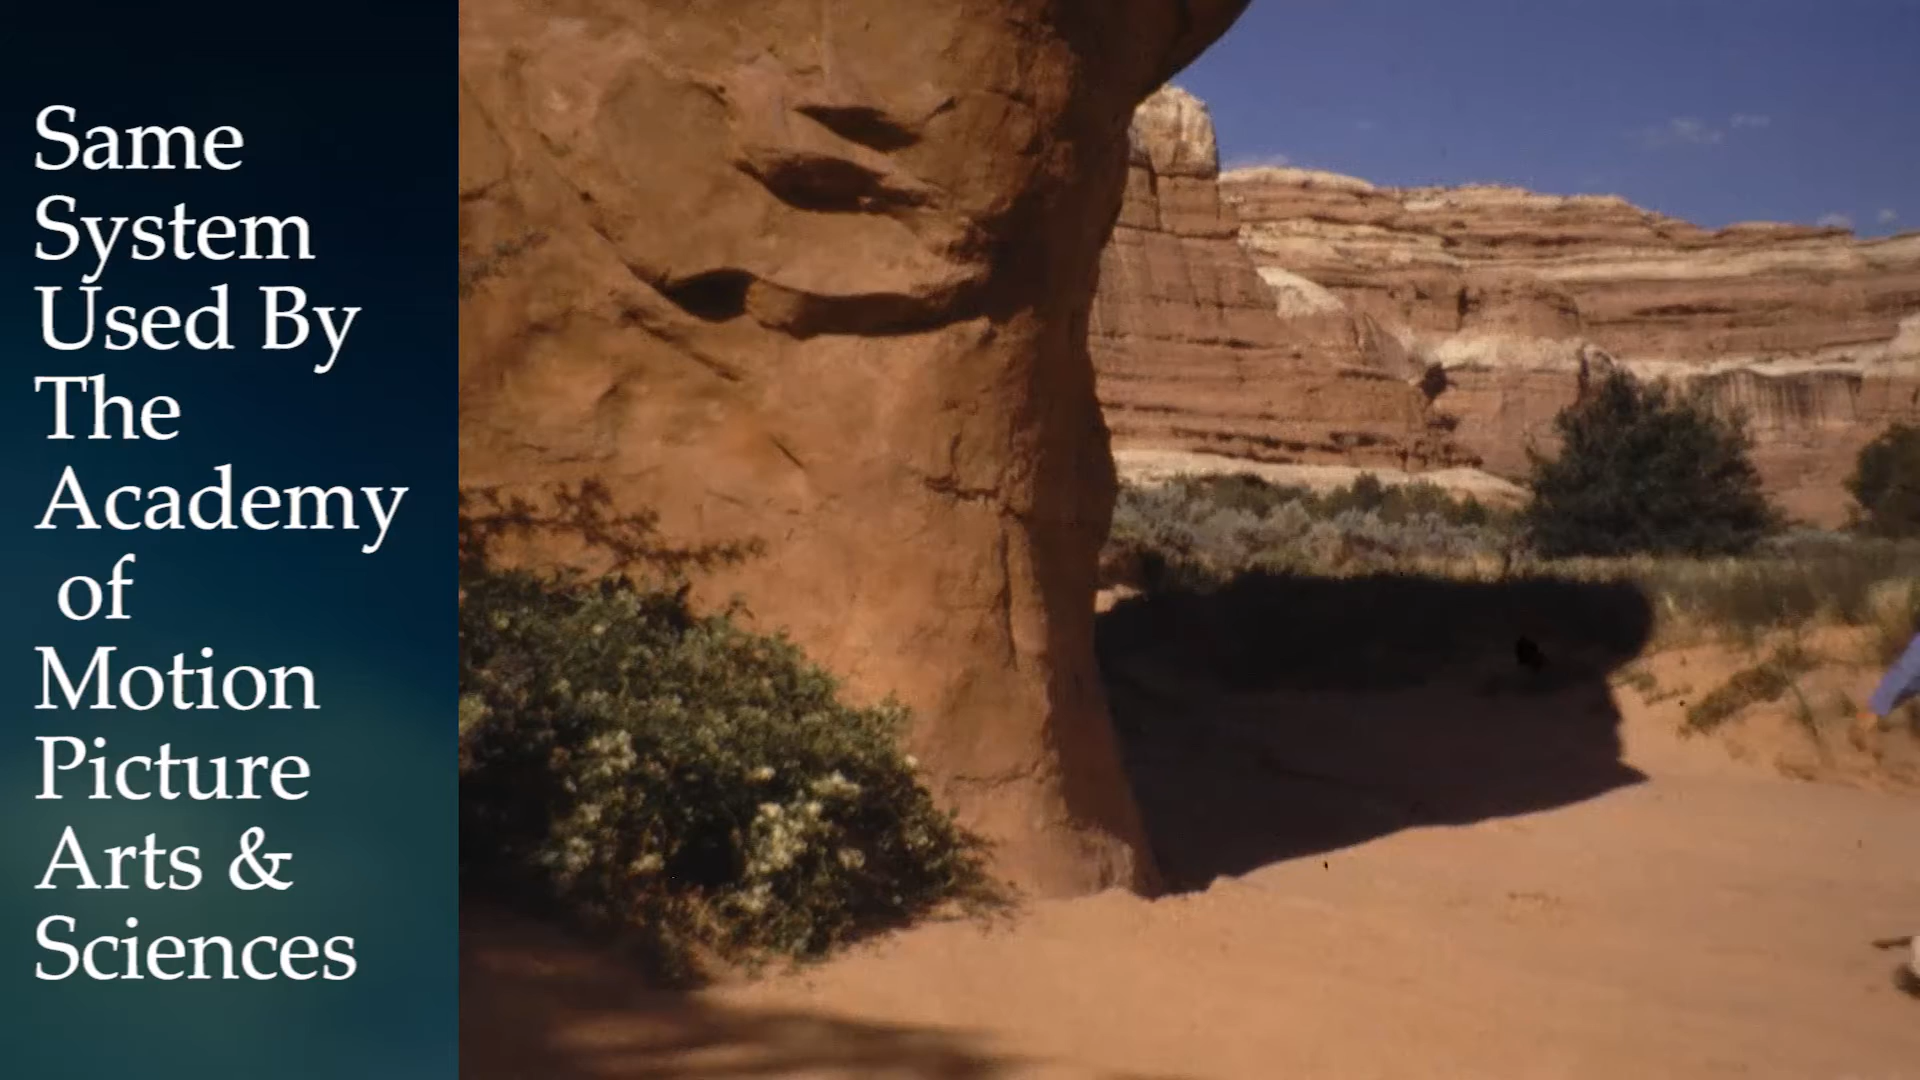 Same
System
Used By
The
Academy
of
Motion
Picture
Arts &
Sciences